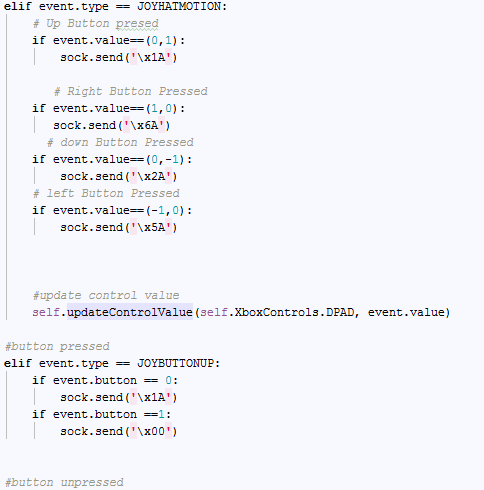 elif event.type == JOYHATMOTION:
# Up Button presed
if event.value==(0,1):
sock.send('\x1A')
# Right Button Pressed
if event.value==(1,0):
sock.send('\x6A')
# down Button Pressed
if event.value==(0,-1):
sock.send('\x2A')
# left Button Pressed
if event.value==(-1,0):
sock.send('\x5A')
#update control value
self.updateControlValue(self.XboxControls.DPAD, event.value)
#button pressed
elif event.type == JOYBUTTONUP:
if event.button == 0:
sock.send('\x1A')
if event.button ==1:
sock.send('\x00')
#button unpressed